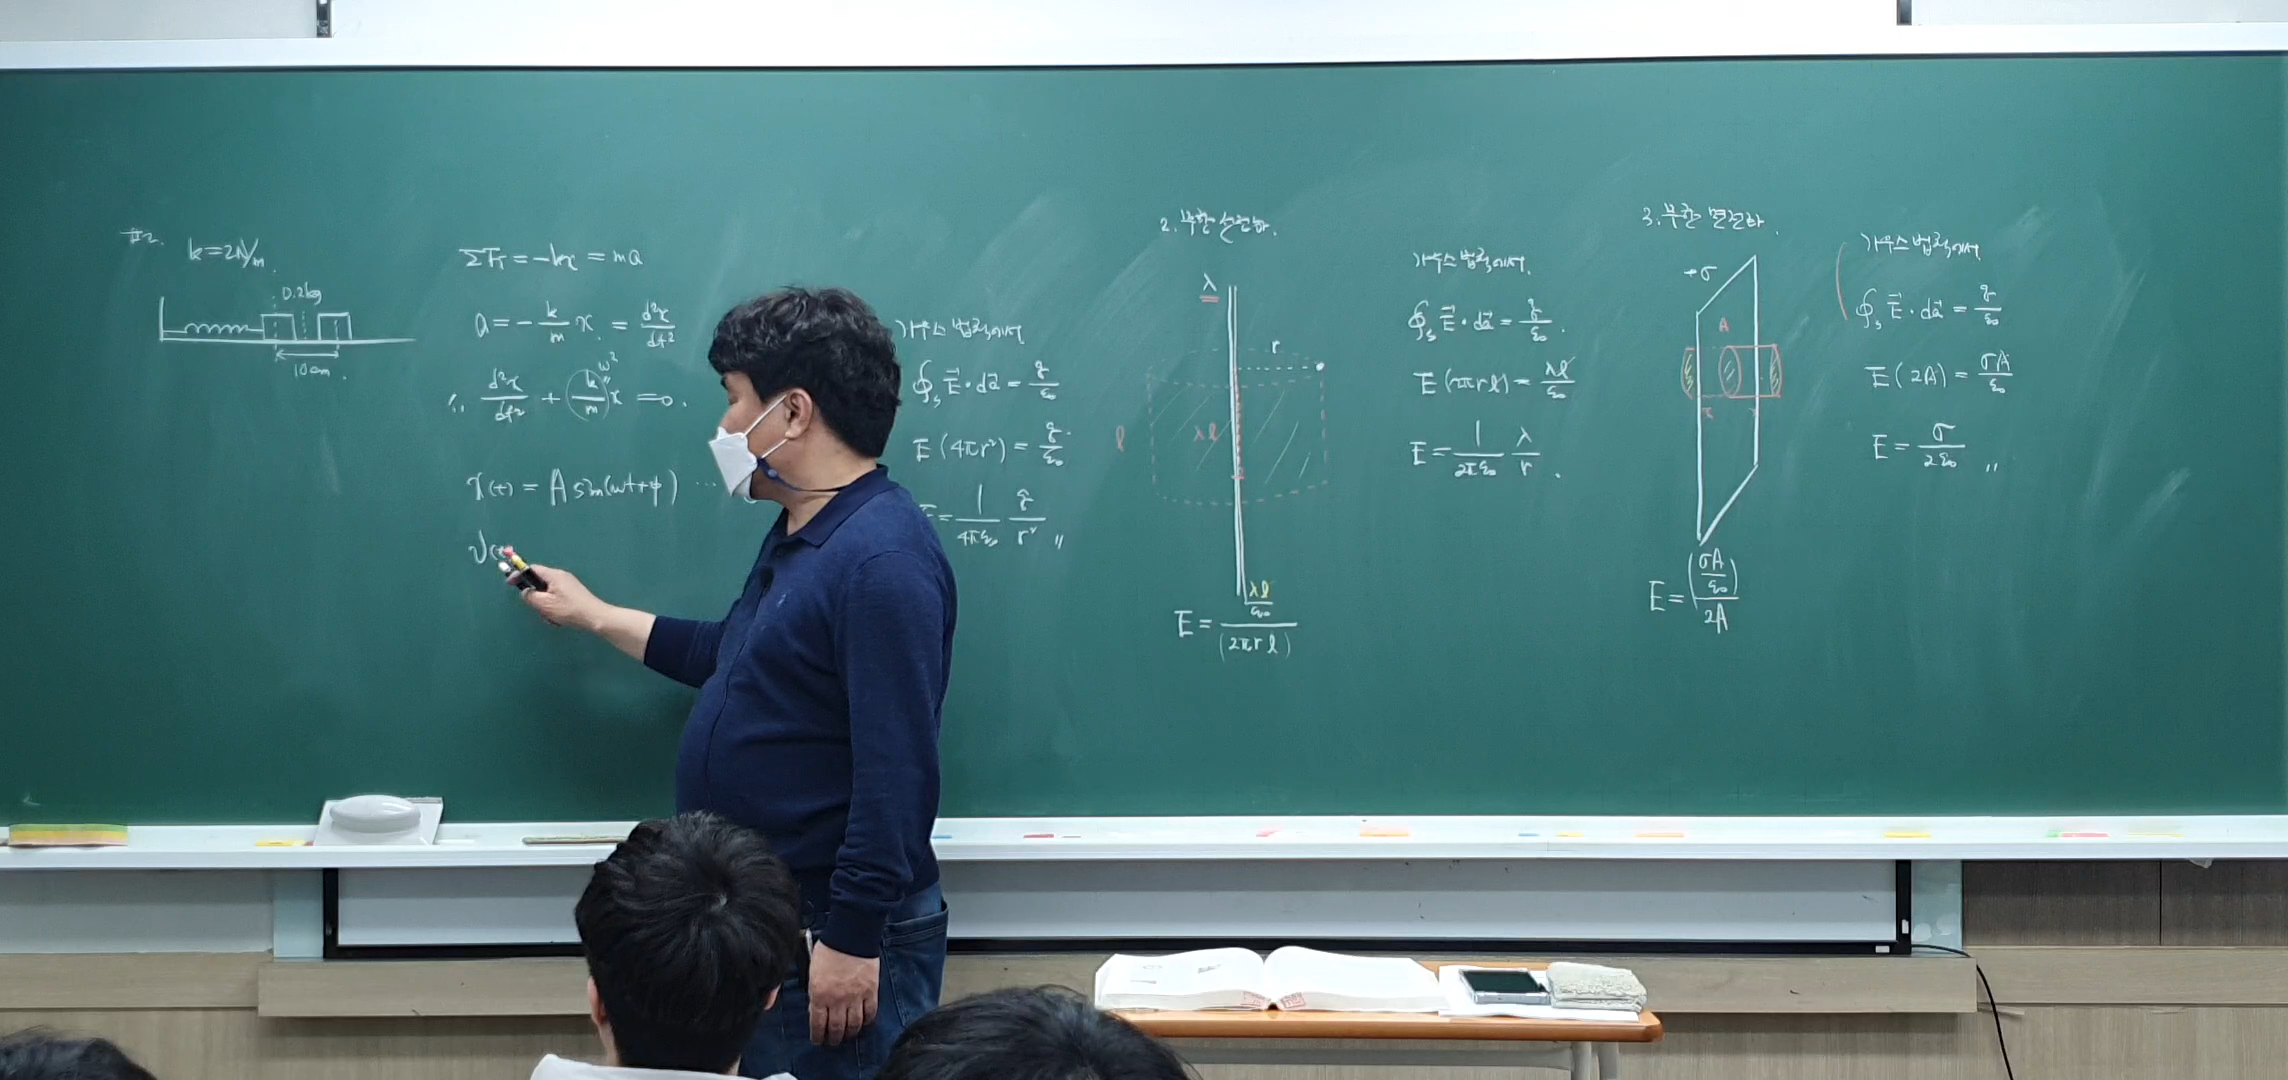 #2.
k=2N/m.
0.2kg
10cm.
ΣF = -kx = ma
a = -k/m x = d²x/dt²
∴ d²x/dt² + (k/m)x = 0.
ω²
x(t) = A sin(ωt+φ) ...
v(t
가우스 법칙에서
∮s E⃗·da⃗ = q/ε₀
E(4πr²) = q/ε₀
E = 1/4πε₀ q/r² 〃
2. 무한 선전하.
λ
r
l
λl
E = (λl/ε₀)/(2πrl)
가우스 법칙에서.
∮s E⃗·da⃗ = q/ε₀.
E(2πrl) = λl/ε₀
E = 1/2πε₀ λ/r.
3. 무한 면전하.
+σ
A
E = (σA/ε₀)/2A
가우스 법칙에서
∮s E⃗·da⃗ = q/ε₀
E(2A) = σA/ε₀
E = σ/2ε₀ 〃